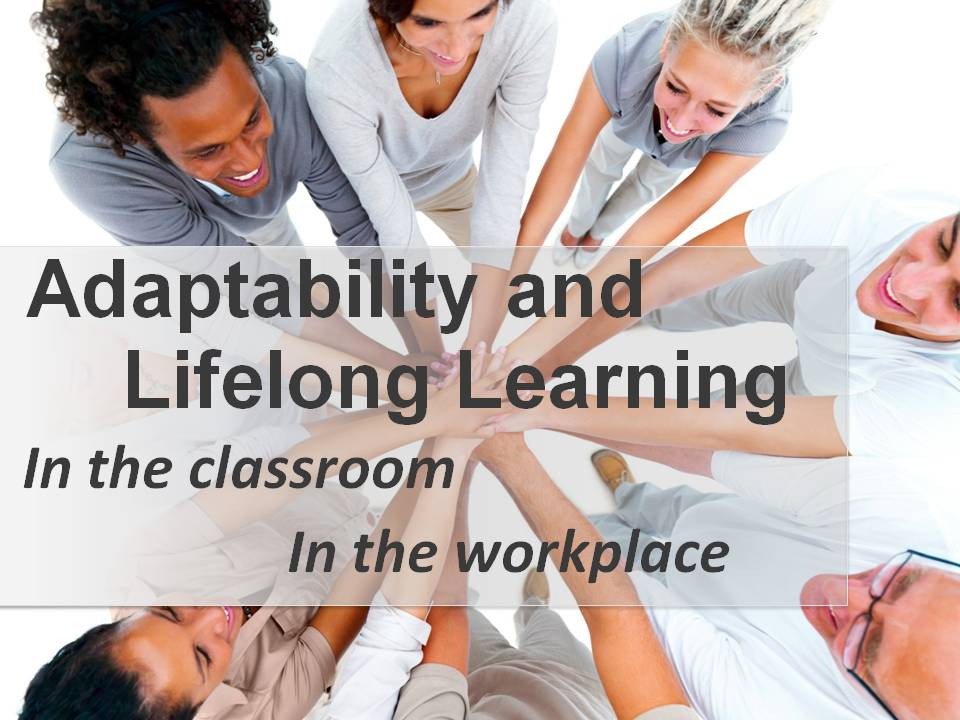 Adaptability and
Lifelong Learning
In the classroom
In the workplace